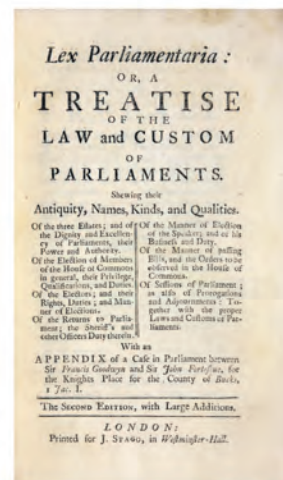 Lex Parliamentaria:
OR, A
TREATISE
OF THE
LAW and CUSTOM
OF
PARLIAMENTS.
Shewing their
Antiquity, Names, Kinds, and Qualities.
Of the three Estates; and of
the Dignity and Excellen-
cy of Parliaments, their
Power and Authority.
Of the Election of Members
of the House of Commons
in general, their Privilege,
Qualifications, and Duties.
Of the Electors; and their
Rights, Duties; and Man-
ner of Elections.
Of the Returns to Parlia-
ment; the Sheriff's and
other Officers Duty therein.
Of the Manner of Election
of the Speaker; and of his
Business and Duty.
Of the Manner of passing
Bills, and the Orders to be
observed in the House of
Commons.
Of Sessions of Parliament;
as also of Prorogations
and Adjournments: To-
gether with the proper
Laws and Customs of Par-
liaments.
With an
APPENDIX of a Case in Parliament between
Sir Francis Goodwyn and Sir John Fortescue, for
the Knights Place for the County of Bucks,
1 Jac. I.
The SECOND EDITION, with Large Additions.
LONDON:
Printed for J. STAGG, in Westminster-Hall.